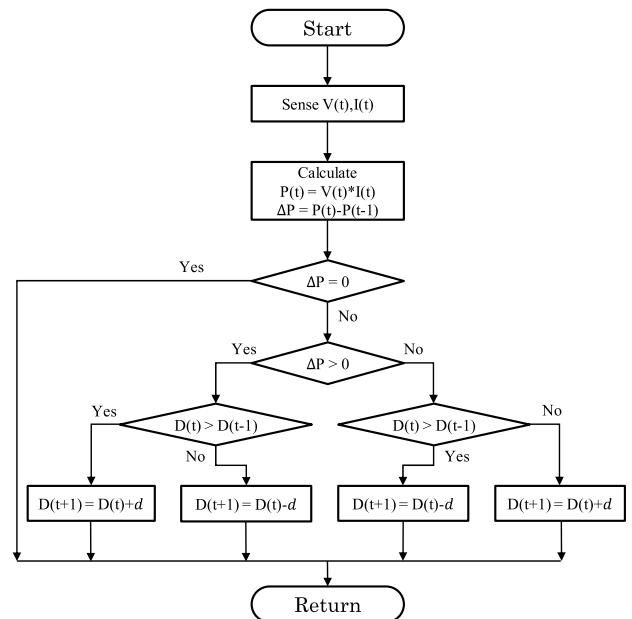 Start
Sense V(t),I(t)
Calculate
P(t) = V(t)*I(t)
ΔP = P(t)-P(t-1)
Yes
ΔP = 0
No
Yes
ΔP > 0
No
Yes
D(t) > D(t-1)
No
D(t) > D(t-1)
No
Yes
D(t+1) = D(t)+d
D(t+1) = D(t)-d
D(t+1) = D(t)-d
D(t+1) = D(t)+d
Return